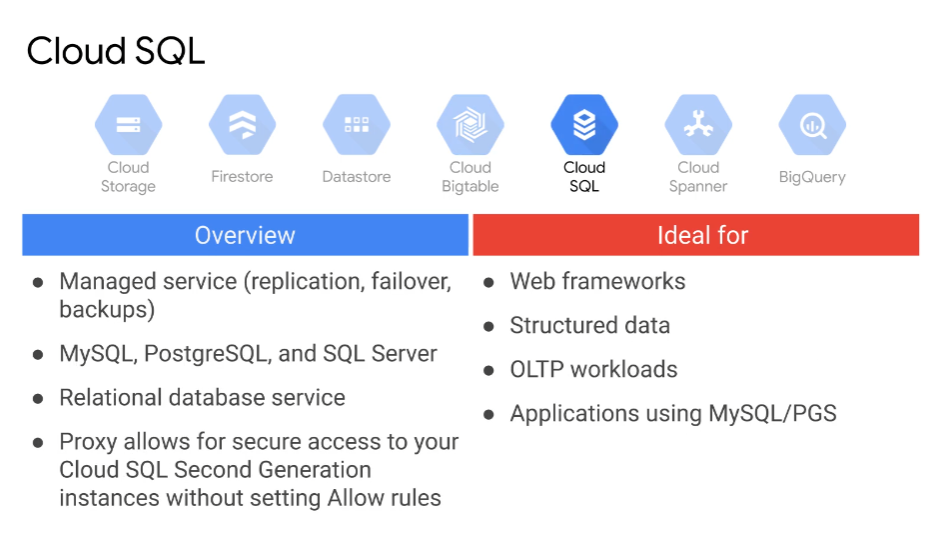 Cloud SQL
Cloud
Storage
Firestore
Datastore
Cloud
Bigtable
Cloud
SQL
Cloud
Spanner
BigQuery
Overview
● Managed service (replication, failover,
backups)
● MySQL, PostgreSQL, and SQL Server
● Relational database service
● Proxy allows for secure access to your
Cloud SQL Second Generation
instances without setting Allow rules
Ideal for
● Web frameworks
● Structured data
● OLTP workloads
● Applications using MySQL/PGS